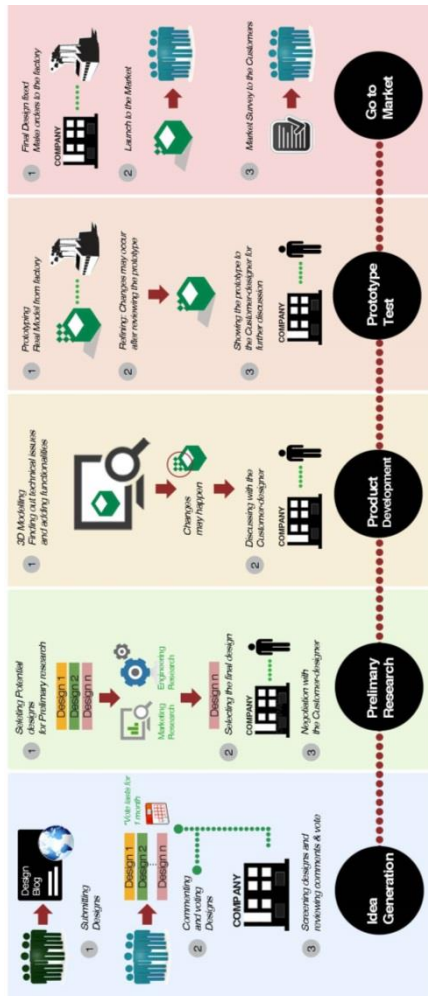 Design
Blog
1
Submitting
Designs
"Vote lasts for
1 month
Design 1
Design 2
Design n
2
Commenting
and voting
Designs
COMPANY
3
Screening designs and
reviewing comments & vote
Idea
Generation
1
Seleting Potential
designs
for Prelimary research
Design 1
Design 2
Design n
Marketing
Research
Engineering
Research
Design n
2
Selecting the final design
COMPANY
3
Negotiation with
the Customer-designer
Prelimary
Research
1
3D Modelling
Finding out technical issues
and adding functionalities
Changes
may happen
2
Discussing with the
Customer-designer
COMPANY
Product
Development
1
Prototyping
Real Model from factory
2
Refining: Changes may occur
after reviewing the prototype
3
Showing the prototype to
the Customer-designer for
further discussion
COMPANY
Prototype
Test
1
Final Design fixed
Make orders to the factory
COMPANY
2
Launch to the Market
3
Market Survey to the Customers
Go to
Market